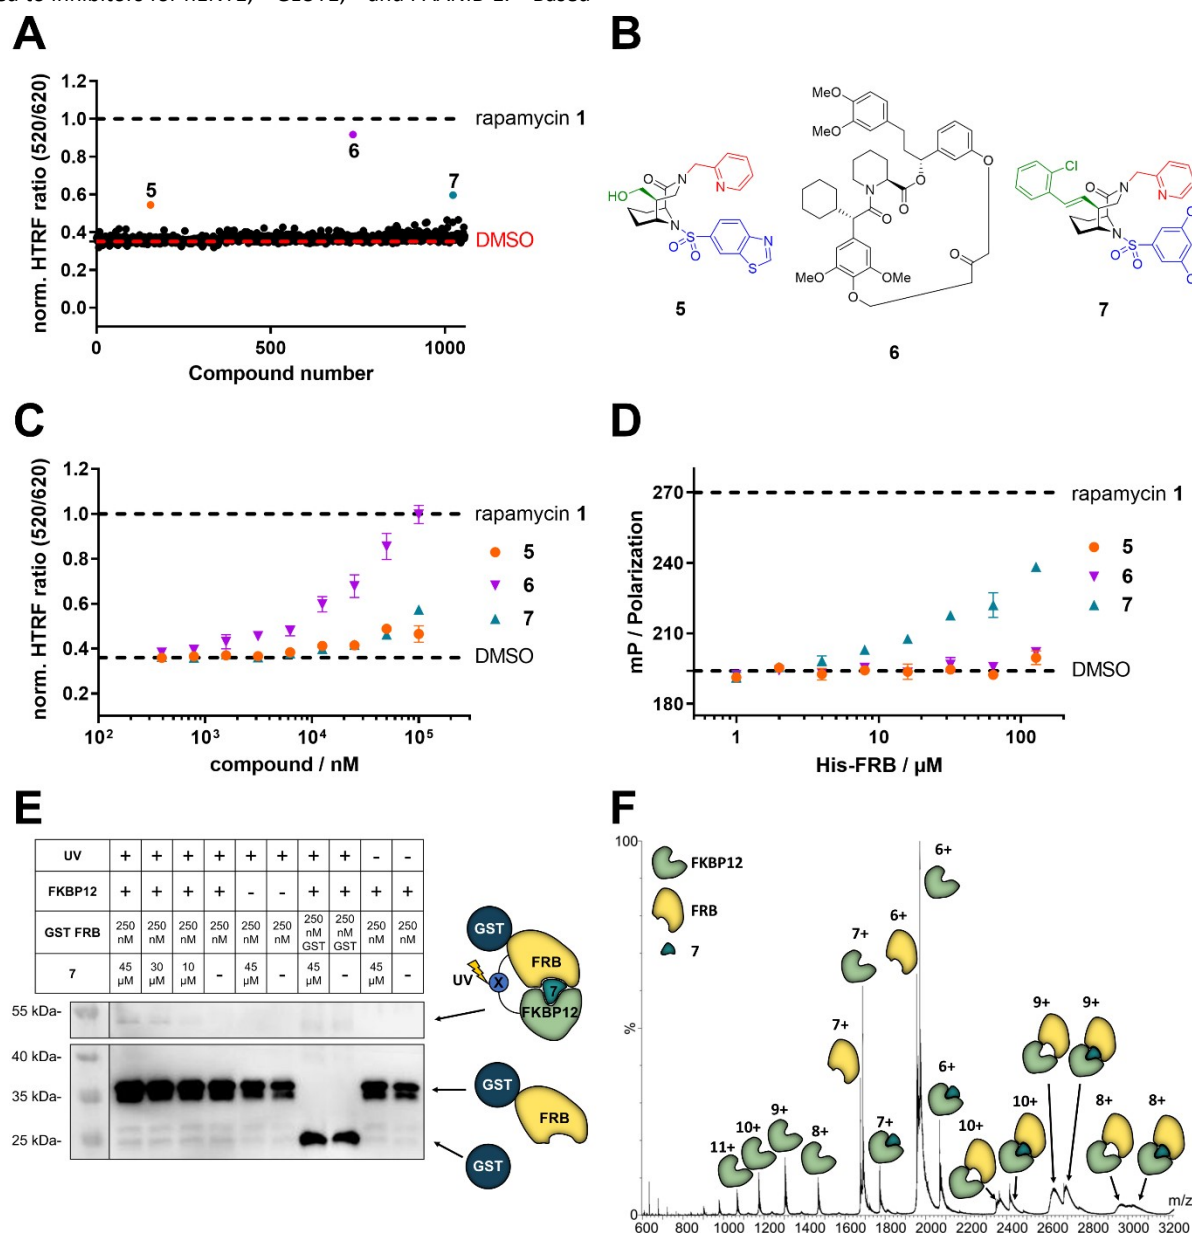 A
norm. HTRF ratio (520/620)
1.2
1.0
0.8
0.6
0.4
0.2
0.0
rapamycin 1
6
5
7
DMSO
0
500
1000
Compound number
B
MeO
MeO
O
N
HO
N
N
S
O
O
N
S
5
O
N
O
O
O
MeO
OMe
O
O
6
Cl
O
N
N
N
S
O
O
7
C
norm. HTRF ratio (520/620)
1.2
1.0
0.8
0.6
0.4
0.2
rapamycin 1
5
6
7
DMSO
10²
10³
10⁴
10⁵
compound / nM
D
mP / Polarization
270
240
210
180
rapamycin 1
5
6
7
DMSO
1
10
100
His-FRB / µM
E
UV + + + + + + + + - -
FKBP12 + + + + - - + + + +
GST FRB 250 nM 250 nM 250 nM 250 nM 250 nM 250 nM 250 nM GST 250 nM GST 250 nM 250 nM
7 45 µM 30 µM 10 µM - 45 µM - 45 µM - 45 µM -
55 kDa-
40 kDa-
35 kDa-
25 kDa-
GST
FRB
UV
X
7
FKBP12
GST
FRB
GST
F
100
%
0
FKBP12
FRB
7
11+
10+
9+
8+
7+
7+
7+
6+
6+
6+
10+
10+
9+
9+
8+
8+
m/z
600 800 1000 1200 1400 1600 1800 2000 2200 2400 2600 2800 3000 3200